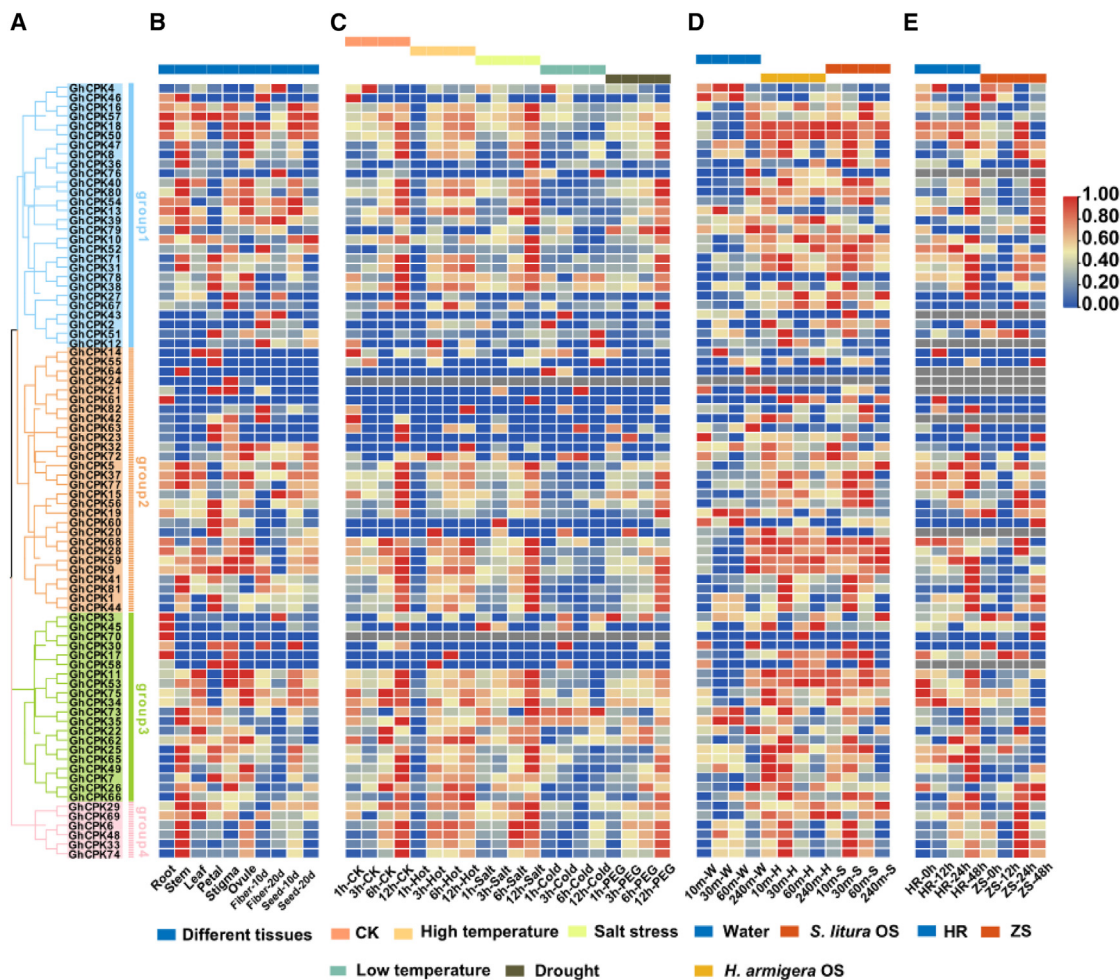 A
B
C
D
E
GhCPK4
GhCPK46
GhCPK16
GhCPK57
GhCPK18
GhCPK50
GhCPK47
GhCPK8
GhCPK36
GhCPK76
GhCPK40
GhCPK80
GhCPK54
GhCPK13
GhCPK39
GhCPK79
GhCPK10
GhCPK52
GhCPK71
GhCPK31
GhCPK78
GhCPK38
GhCPK27
GhCPK67
GhCPK43
GhCPK2
GhCPK51
GhCPK12
GhCPK14
GhCPK55
GhCPK64
GhCPK24
GhCPK21
GhCPK61
GhCPK82
GhCPK42
GhCPK63
GhCPK23
GhCPK32
GhCPK72
GhCPK5
GhCPK37
GhCPK77
GhCPK15
GhCPK56
GhCPK19
GhCPK60
GhCPK20
GhCPK68
GhCPK28
GhCPK59
GhCPK9
GhCPK41
GhCPK81
GhCPK1
GhCPK44
GhCPK3
GhCPK45
GhCPK70
GhCPK30
GhCPK17
GhCPK58
GhCPK11
GhCPK53
GhCPK75
GhCPK34
GhCPK73
GhCPK35
GhCPK22
GhCPK62
GhCPK25
GhCPK65
GhCPK49
GhCPK7
GhCPK26
GhCPK66
GhCPK29
GhCPK69
GhCPK6
GhCPK48
GhCPK33
GhCPK74
group1
group2
group3
group4
1.00
0.80
0.60
0.40
0.20
0.00
Root
Stem
Leaf
Petal
Stigma
Ovule
Fiber-10d
Fiber-20d
Seed-10d
Seed-20d
1h-CK
3h-CK
6h-CK
12h-CK
1h-Hot
3h-Hot
6h-Hot
12h-Hot
1h-Salt
3h-Salt
6h-Salt
12h-Salt
1h-Cold
3h-Cold
6h-Cold
12h-Cold
1h-PEG
3h-PEG
6h-PEG
12h-PEG
10m-W
30m-W
60m-W
240m-W
10m-H
30m-H
60m-H
240m-H
10m-S
30m-S
60m-S
240m-S
HR-0h
HR-12h
HR-24h
HR-48h
ZS-0h
ZS-12h
ZS-24h
ZS-48h
Different tissues CK High temperature Salt stress Water S. litura OS HR ZS
Low temperature Drought H. armigera OS